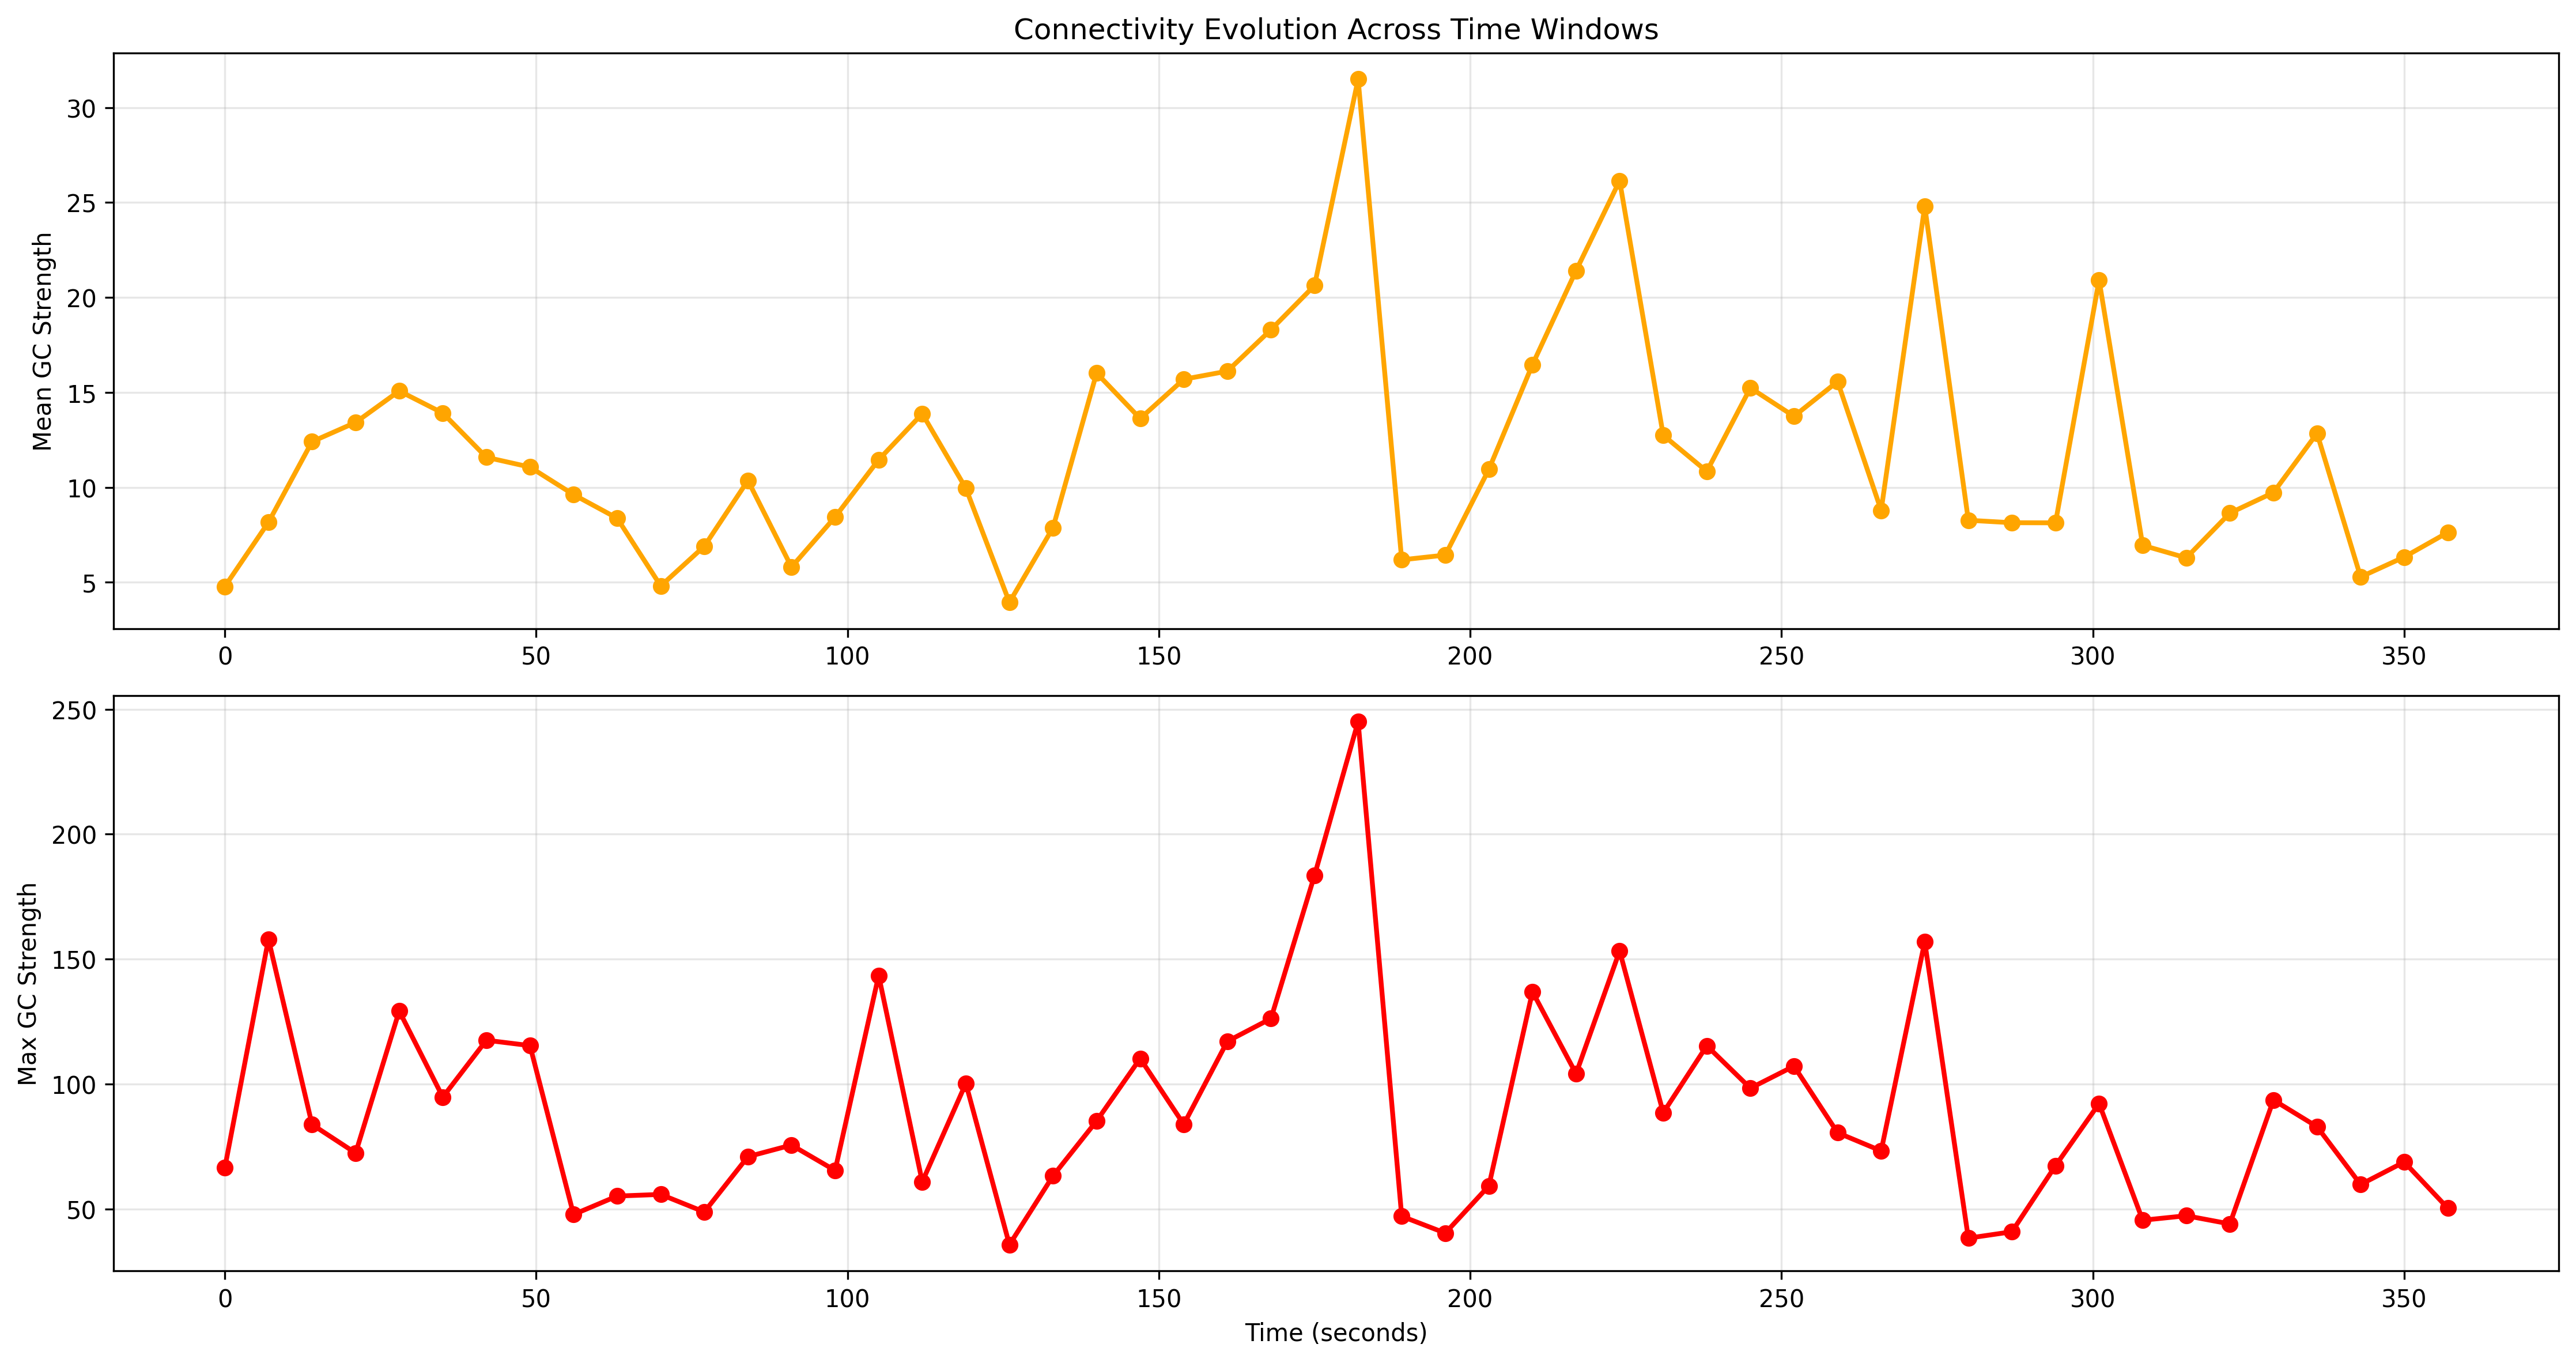 Connectivity Evolution Across Time Windows
Mean GC Strength
30
25
20
15
10
5
0 50 100 150 200 250 300 350
Max GC Strength
250
200
150
100
50
0 50 100 150 200 250 300 350
Time (seconds)